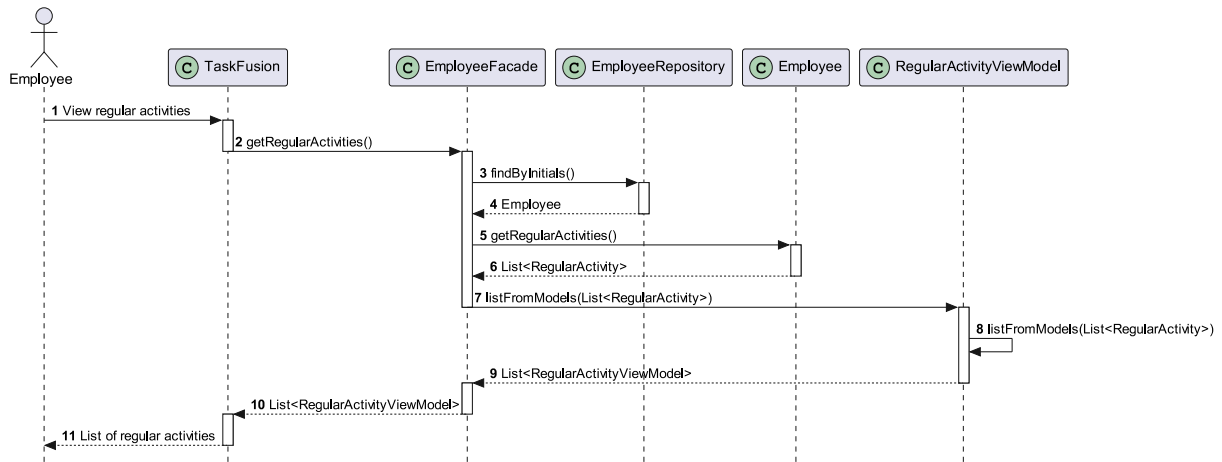 Employee
C TaskFusion
C EmployeeFacade
C EmployeeRepository
C Employee
C RegularActivityViewModel
1 View regular activities
2 getRegularActivities()
3 findByInitials()
4 Employee
5 getRegularActivities()
6 List<RegularActivity>
7 listFromModels(List<RegularActivity>)
8 listFromModels(List<RegularActivity>)
9 List<RegularActivityViewModel>
10 List<RegularActivityViewModel>
11 List of regular activities